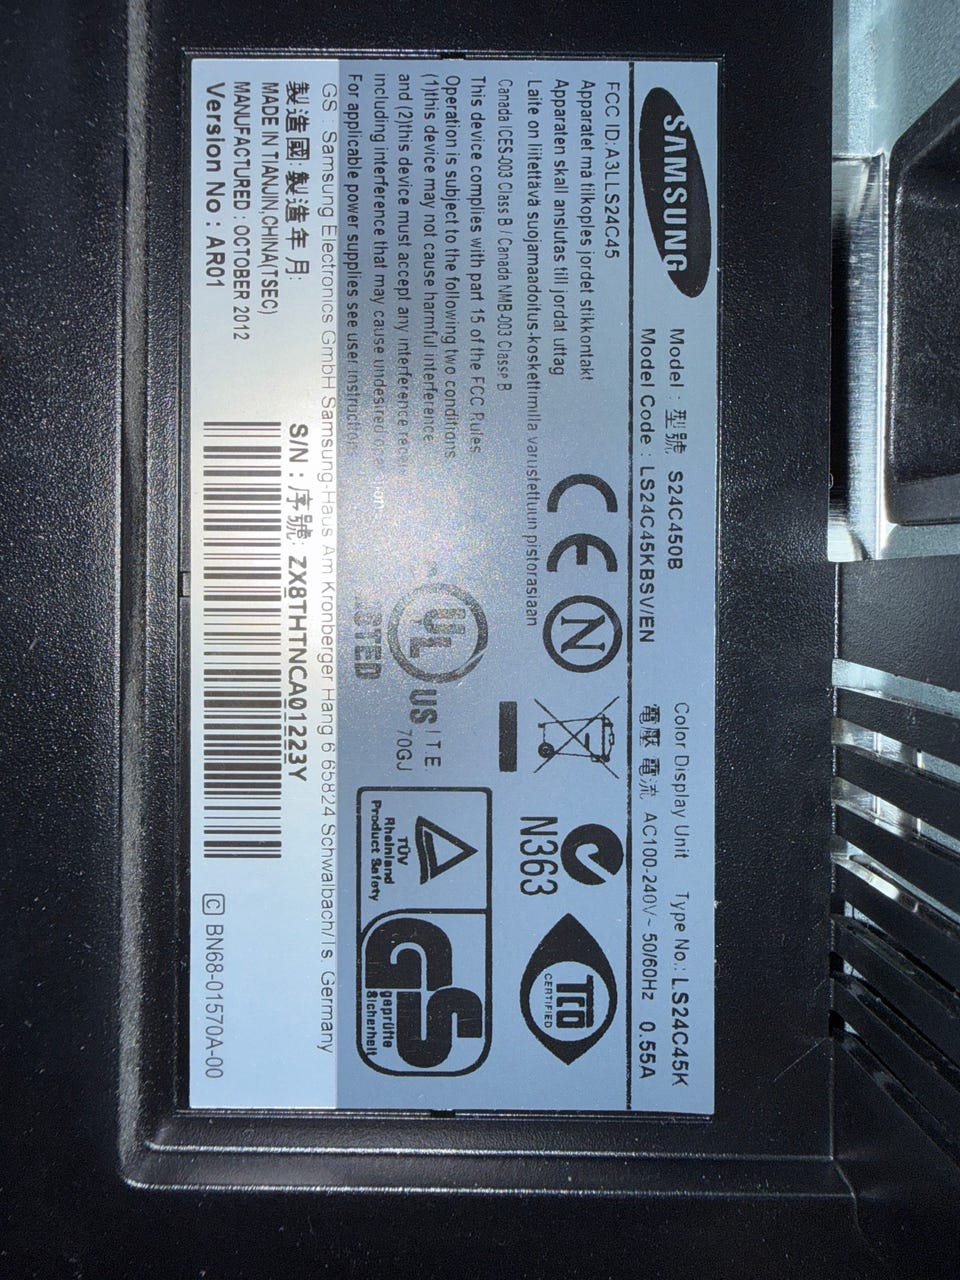 SAMSUNG
Model : 型號 S24C450B
Color Display Unit
Type No.: LS24C45K
Model Code : LS24C45KBSV/EN
電壓 電流 AC100-240V~ 50/60Hz 0.55A
FCC ID:A3LLS24C45
Apparatet må tilkoples jordet stikkontakt
Apparaten skall anslutas till jordat uttag
Laite on liitettävä suojamaadoitus-koskettimilla varustettuun pistorasiaan
Canada ICES-003 Class B / Canada NMB-003 Classe B
This device complies with part 15 of the FCC Rules.
Operation is subject to the following two conditions:
(1)this device may not cause harmful interference,
and (2)this device must accept any interference
including interference that may cause undesired
For applicable power supplies see user instructions
CE
N
N363
TCO
CERTIFIED
UL
US
LISTED
I.T.E.
70GJ
TÜV
Rheinland
Product Safety
GS
geprüfte
Sicherheit
GS : Samsung Electronics GmbH Samsung-Haus Am Kronberger Hang 6 65824 Schwalbach/Ts. Germany
製造國: 製造年月:
MADE IN TIANJIN,CHINA(TSEC)
MANUFACTURED : OCTOBER 2012
Version No : AR01
S/N : 序號: ZX8THTNCA01223Y
C BN68-01570A-00